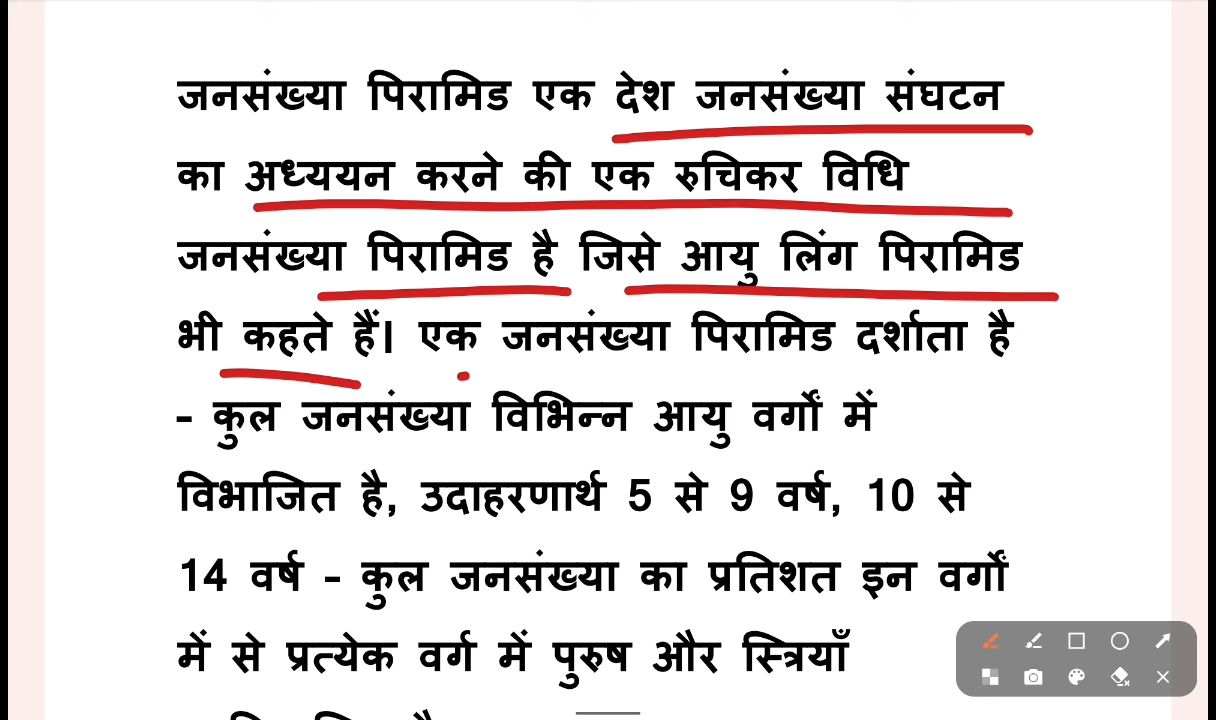 जनसंख्या पिरामिड एक देश जनसंख्या संघटन
का अध्ययन करने की एक रुचिकर विधि
जनसंख्या पिरामिड है जिसे आयु लिंग पिरामिड
भी कहते हैं। एक जनसंख्या पिरामिड दर्शाता है
- कुल जनसंख्या विभिन्न आयु वर्गों में
विभाजित है, उदाहरणार्थ 5 से 9 वर्ष, 10 से
14 वर्ष - कुल जनसंख्या का प्रतिशत इन वर्गों
में से प्रत्येक वर्ग में पुरुष और स्त्रियाँ